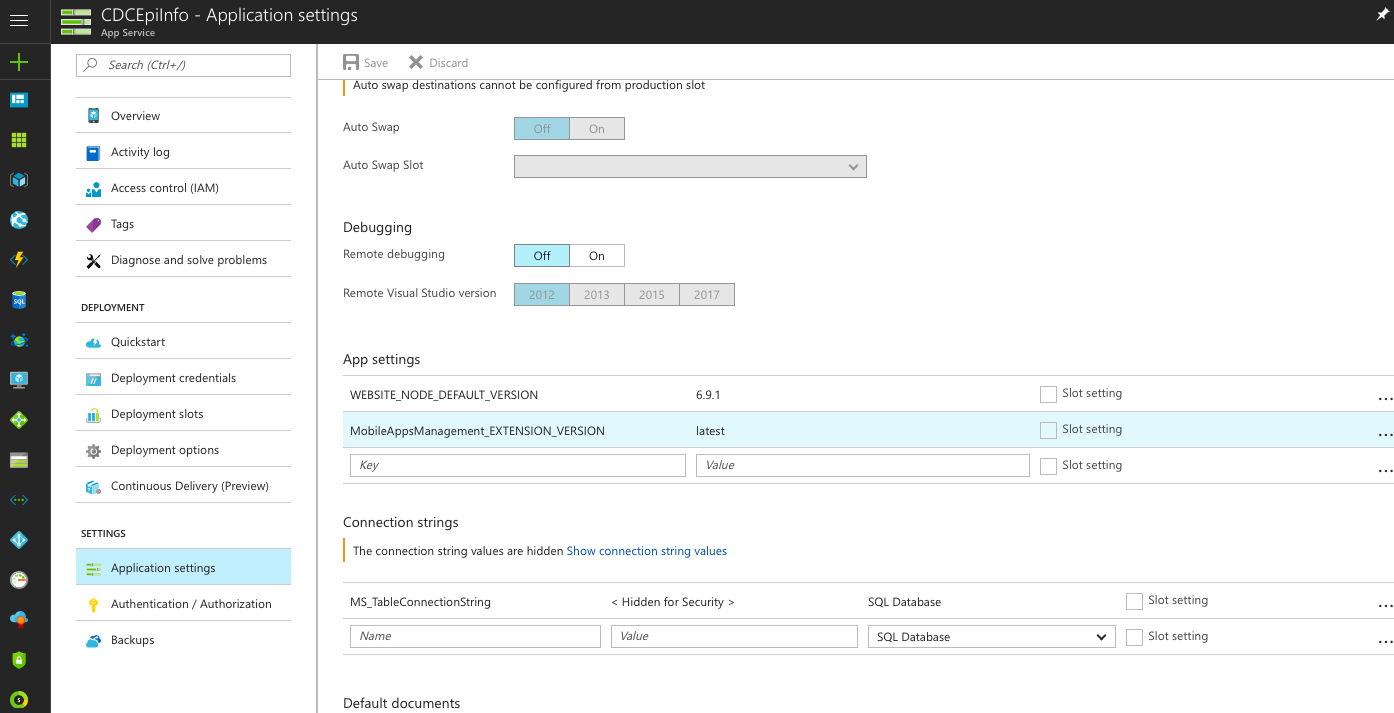 CDCEpiInfo - Application settings
App Service
Search (Ctrl+/)
Overview
Activity log
Access control (IAM)
Tags
Diagnose and solve problems
DEPLOYMENT
Quickstart
Deployment credentials
Deployment slots
Deployment options
Continuous Delivery (Preview)
SETTINGS
Application settings
Authentication / Authorization
Backups
Save Discard
Auto swap destinations cannot be configured from production slot
Auto Swap Off On
Auto Swap Slot
Debugging
Remote debugging Off On
Remote Visual Studio version 2012 2013 2015 2017
App settings
WEBSITE_NODE_DEFAULT_VERSION 6.9.1 Slot setting ...
MobileAppsManagement_EXTENSION_VERSION latest Slot setting ...
Key Value Slot setting ...
Connection strings
The connection string values are hidden Show connection string values
MS_TableConnectionString < Hidden for Security > SQL Database Slot setting ...
Name Value SQL Database Slot setting ...
Default documents